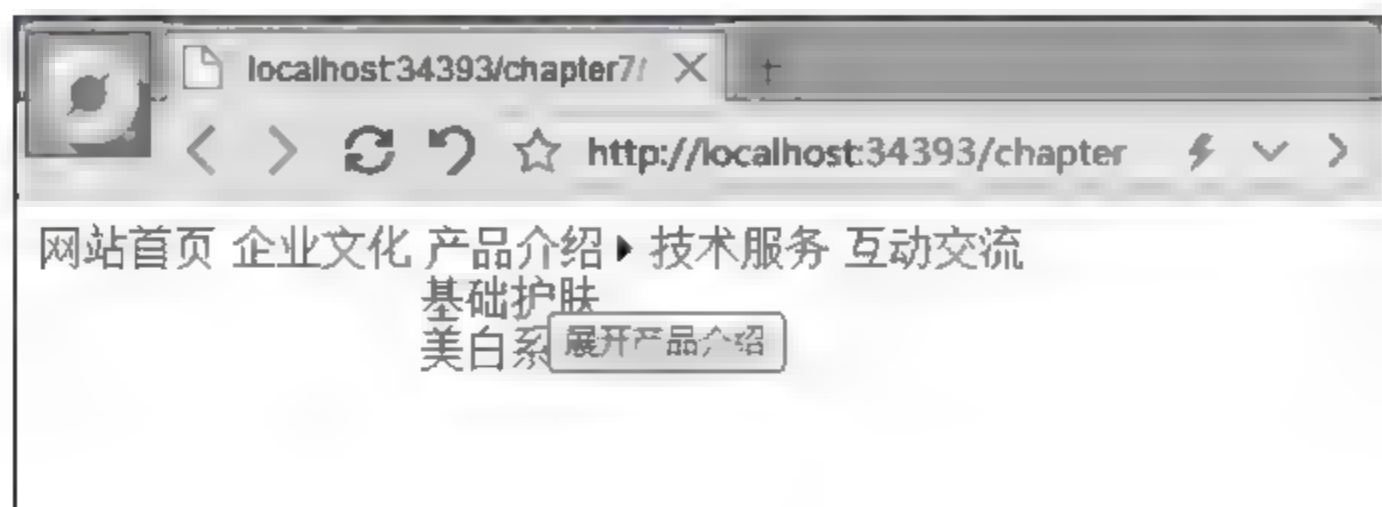 localhost:34393/chapter7/
http://localhost:34393/chapter
网站首页 企业文化 产品介绍 技术服务 互动交流
基础护肤
美白系
展开产品介绍